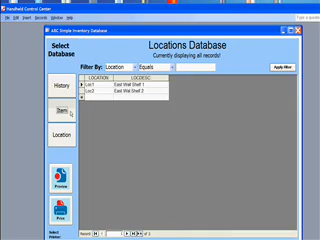 Handheld Control Center
File Edit Insert Records Window Help
ABC Simple Inventory Database
Select Database
Locations Database
Currently displaying all records!
Filter By: Location Equals Apply Filter
LOCATION LOCDESC
Loc1 East Wall Shelf 1
Loc2 East Wall Shelf 2
History
Item
Location
Preview
Print
Select
Record: 1 of 2